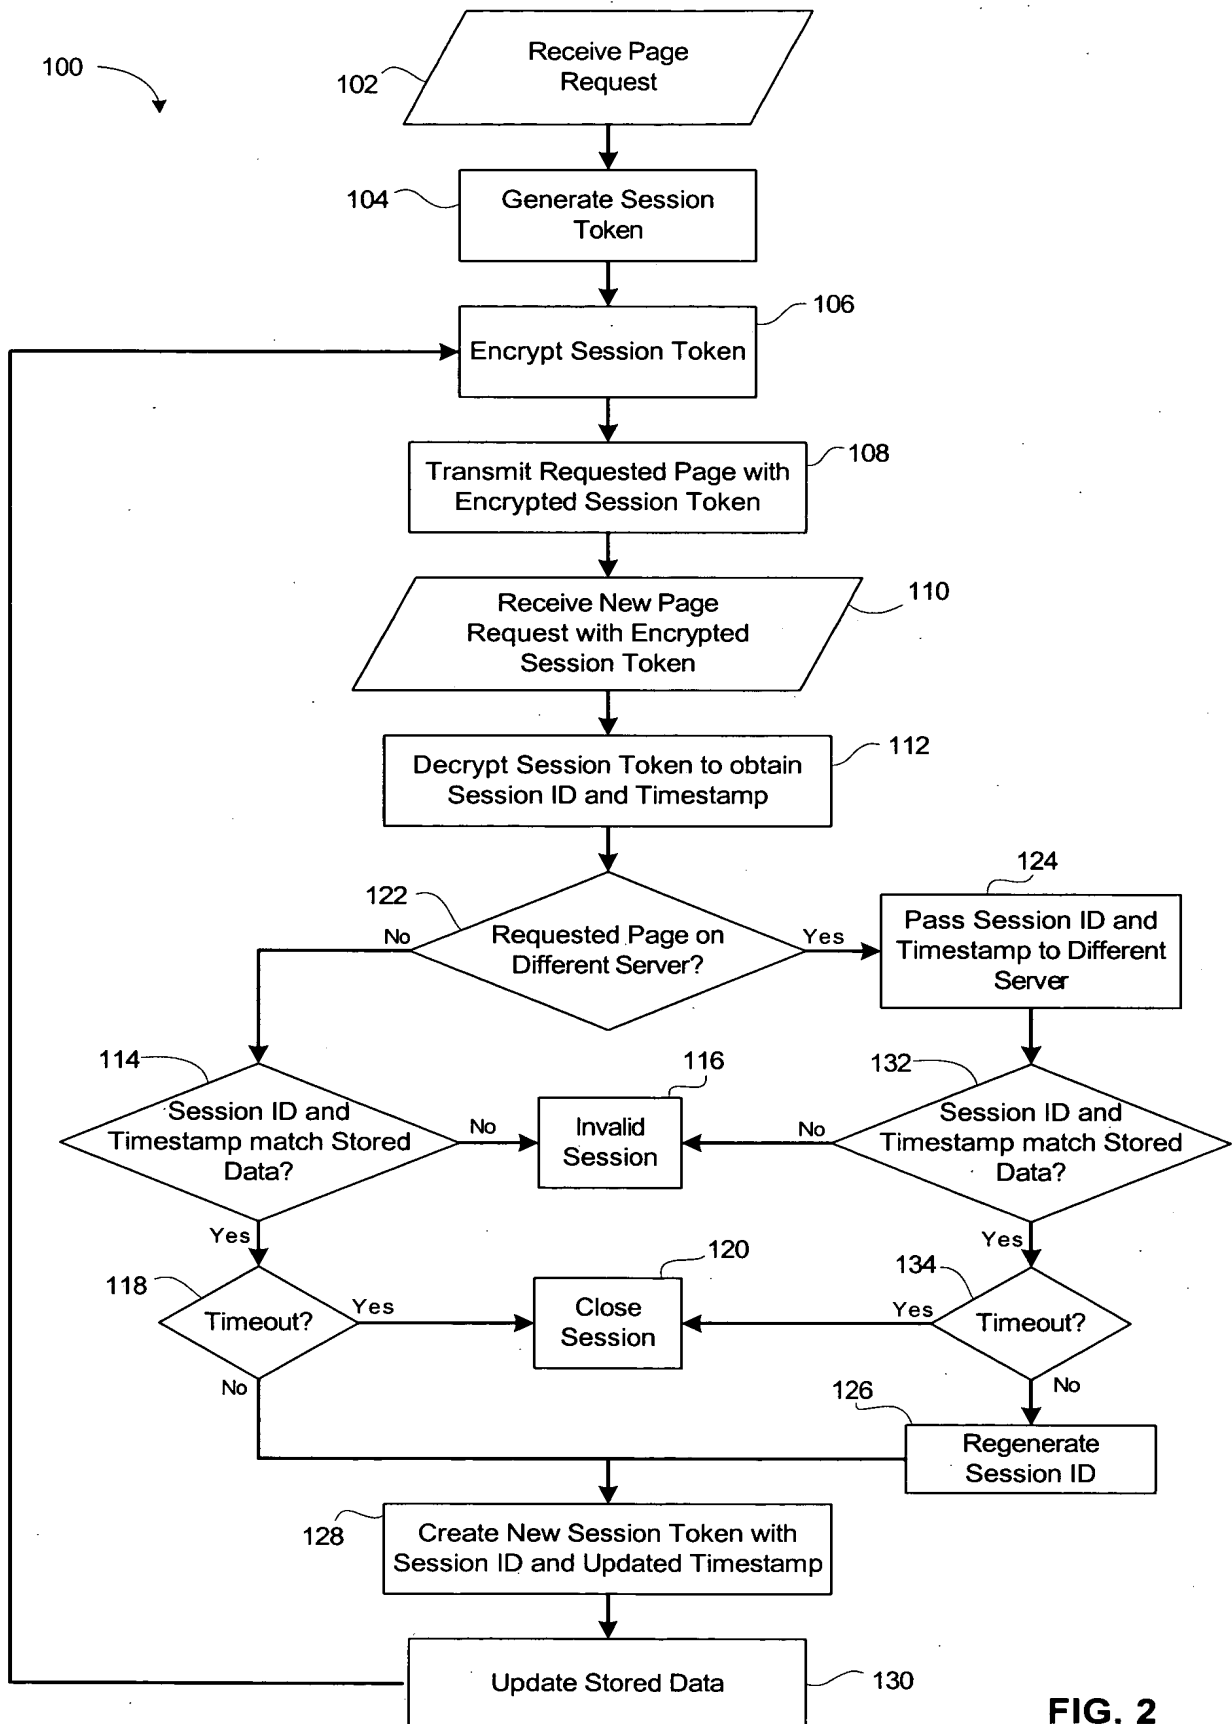 Receive Page
Request
100
102
Generate Session
Token
104
106
Encrypt Session Token
108
Transmit Requested Page with
Encrypted Session Token
110
Receive New Page
Request with Encrypted
Session Token
112
Decrypt Session Token to obtain
Session ID and Timestamp
122
124
No
Requested Page on
Different Server?
Yes
Pass Session ID and
Timestamp to Different
Server
114
116
132
Session ID and
Timestamp match Stored
Data?
No
Invalid
Session
No
Session ID and
Timestamp match Stored
Data?
Yes
Yes
118
120
134
Timeout?
Yes
Close
Session
Yes
Timeout?
No
No
126
Regenerate
Session ID
128
Create New Session Token with
Session ID and Updated Timestamp
Update Stored Data
130
FIG. 2